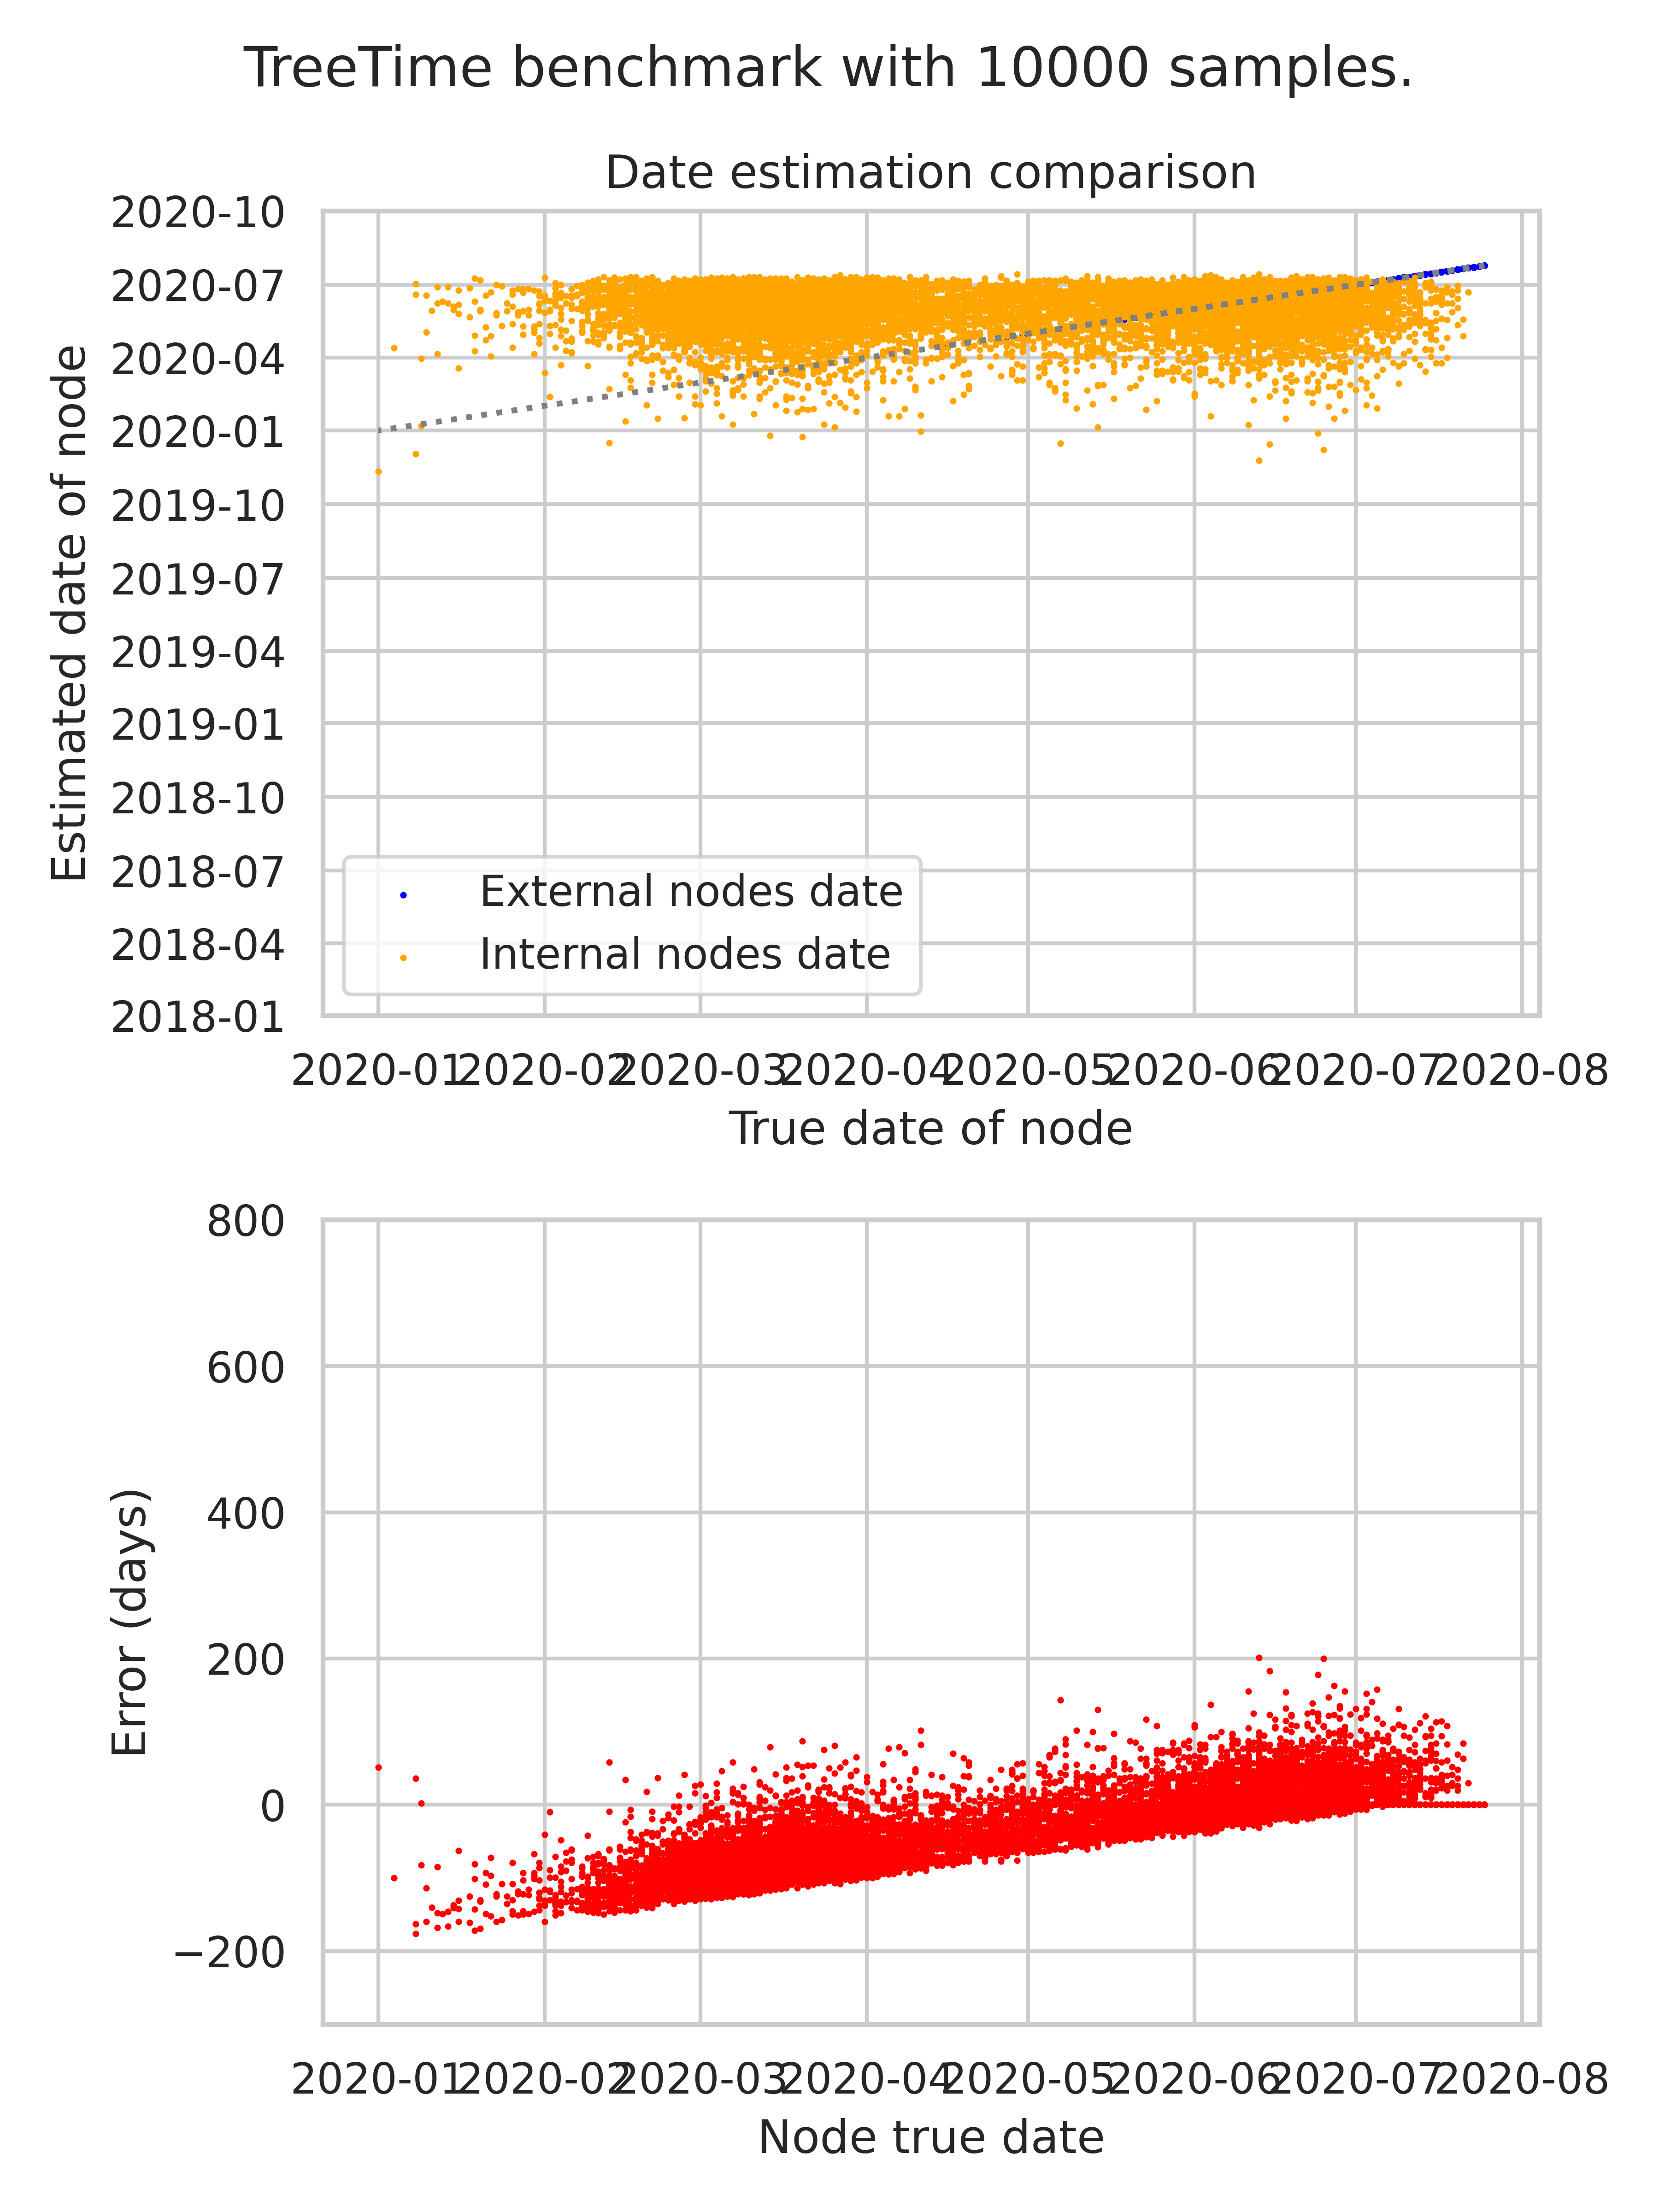 TreeTime benchmark with 10000 samples.
Date estimation comparison
2020-10
2020-07
2020-04
2020-01
2019-10
2019-07
2019-04
2019-01
2018-10
2018-07
2018-04
2018-01
Estimated date of node
External nodes date
Internal nodes date
2020-01 2020-02 2020-03 2020-04 2020-05 2020-06 2020-07 2020-08
True date of node
800
600
400
200
0
−200
Error (days)
2020-01 2020-02 2020-03 2020-04 2020-05 2020-06 2020-07 2020-08
Node true date